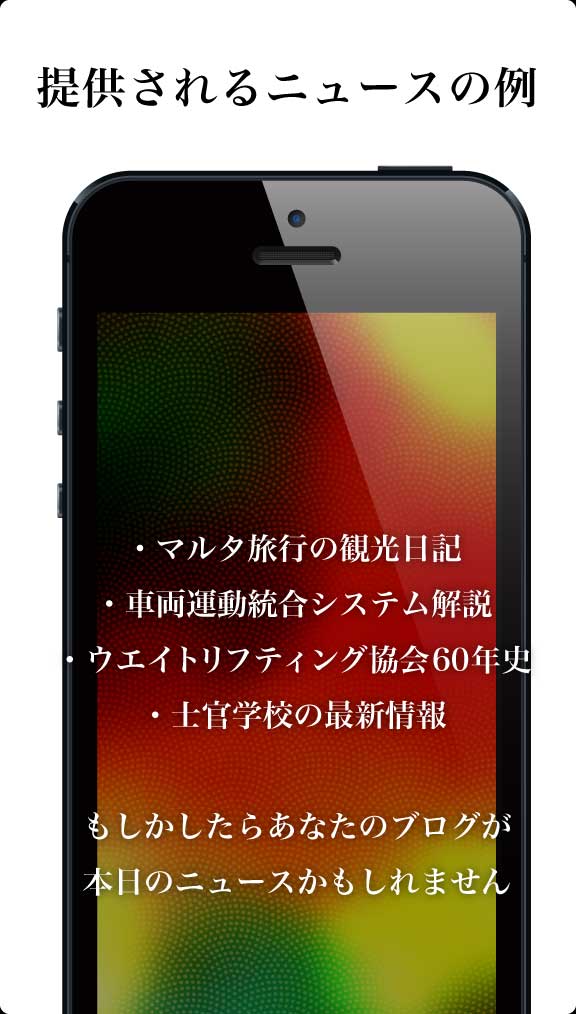 提供されるニュースの例
・マルタ旅行の観光日記
・車両運動統合システム解説
・ウエイトリフティング協会60年史
・士官学校の最新情報
もしかしたらあなたのブログが
本日のニュースかもしれません